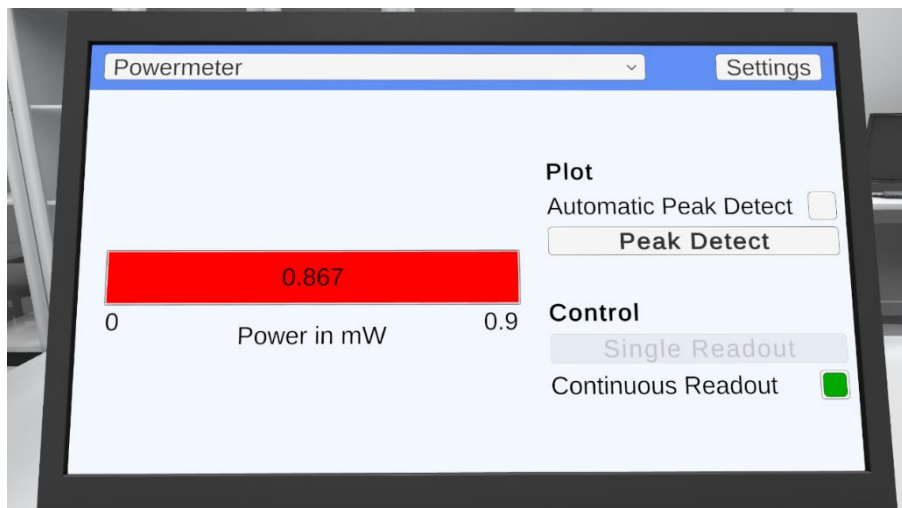 Powermeter
Settings
Plot
Automatic Peak Detect
Peak Detect
0.867
0
Power in mW
0.9
Control
Single Readout
Continuous Readout